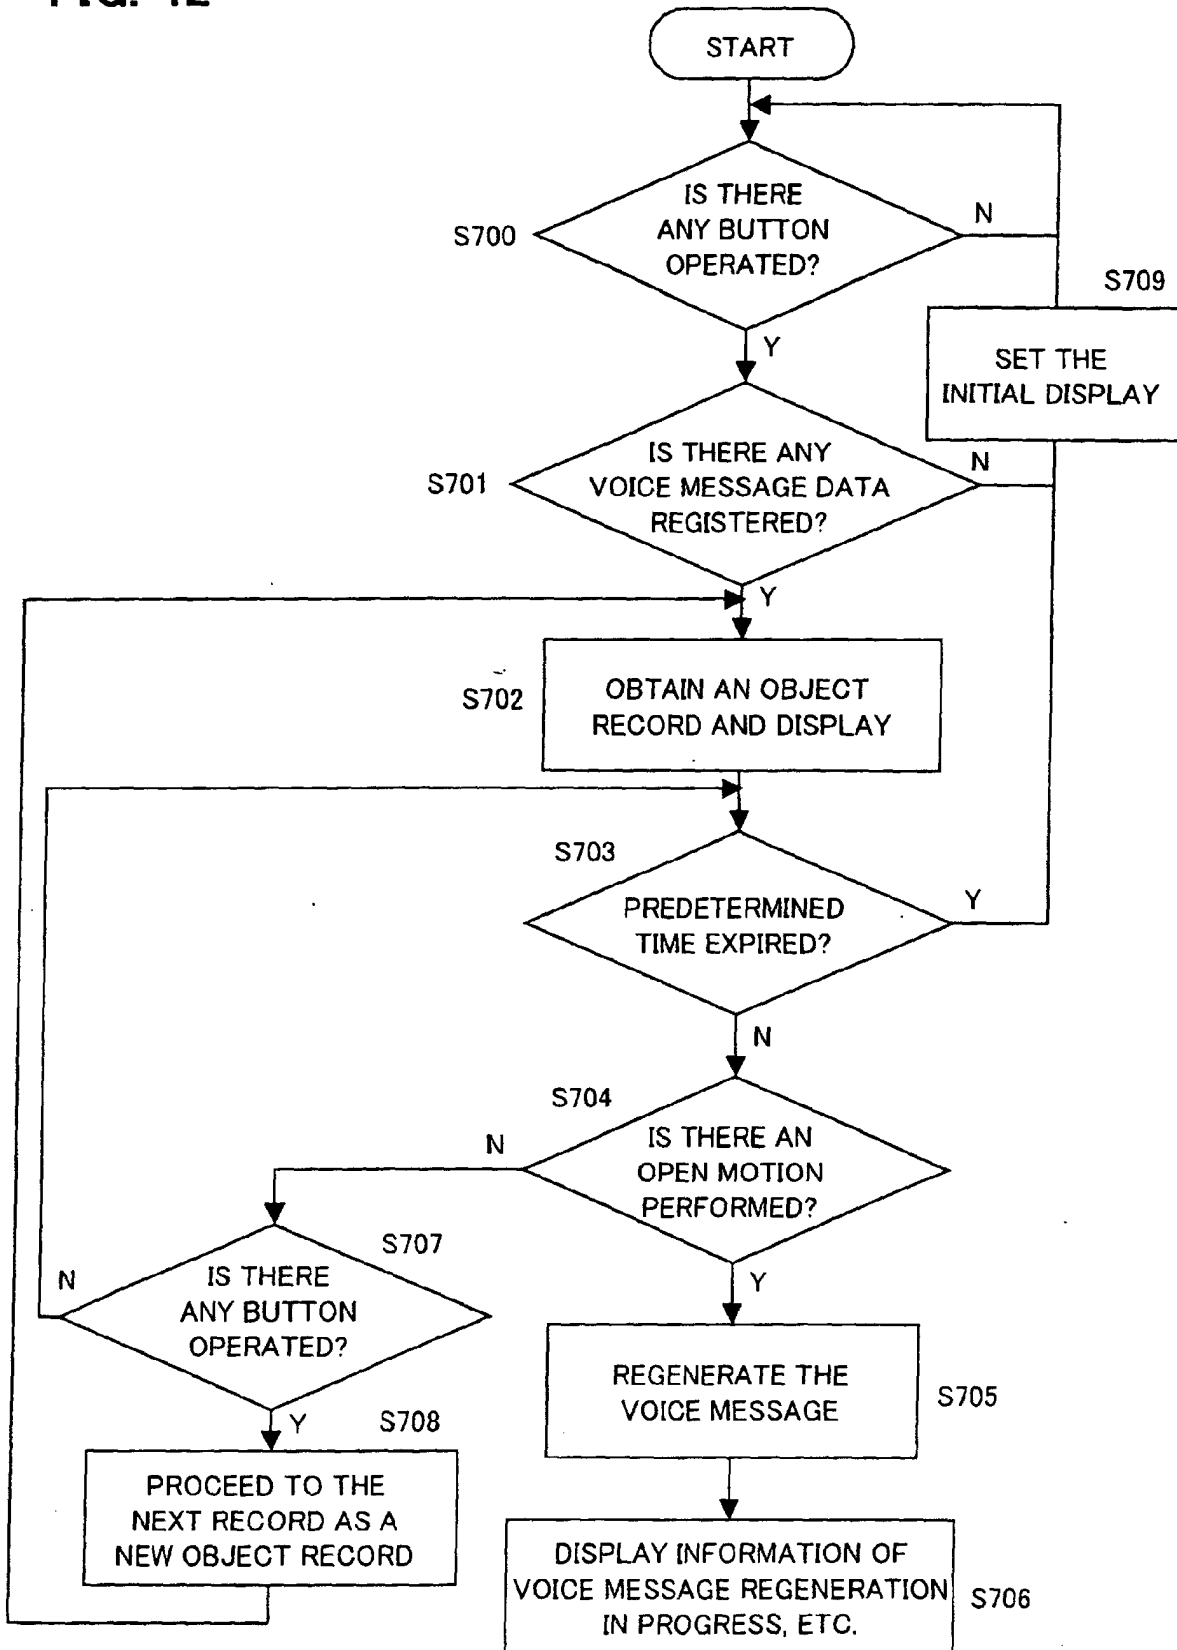 START
IS THERE
ANY BUTTON
OPERATED?
S700
N
Y
S709
SET THE
INITIAL DISPLAY
IS THERE ANY
VOICE MESSAGE DATA
REGISTERED?
S701
N
Y
S702
OBTAIN AN OBJECT
RECORD AND DISPLAY
S703
PREDETERMINED
TIME EXPIRED?
Y
N
S704
IS THERE AN
OPEN MOTION
PERFORMED?
N
Y
S707
IS THERE
ANY BUTTON
OPERATED?
N
Y
S708
PROCEED TO THE
NEXT RECORD AS A
NEW OBJECT RECORD
REGENERATE THE
VOICE MESSAGE
S705
DISPLAY INFORMATION OF
VOICE MESSAGE REGENERATION
IN PROGRESS, ETC.
S706